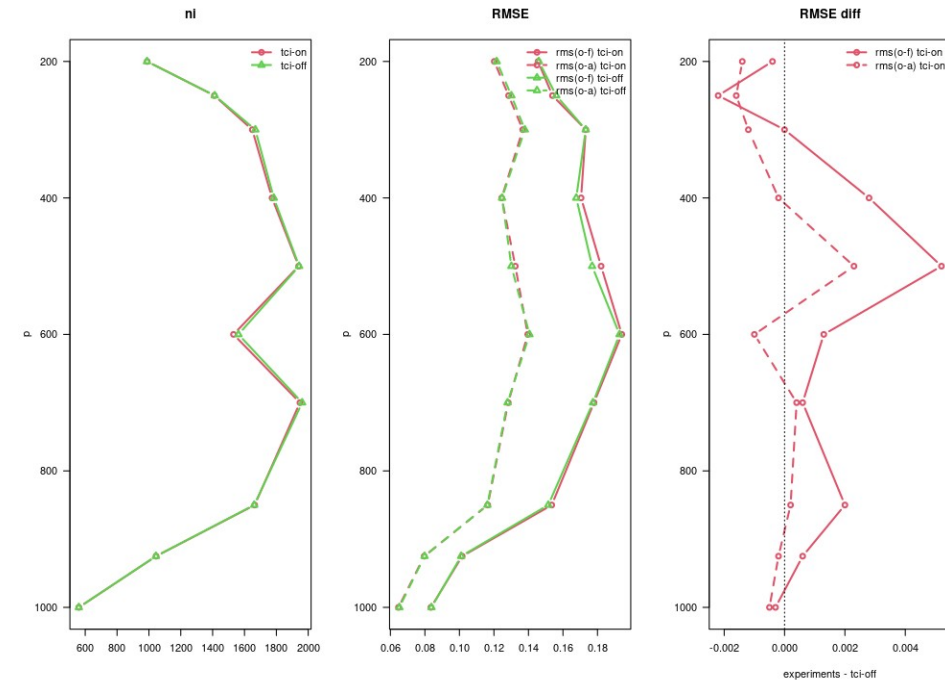 ni
RMSE
RMSE diff
tci-on
tci-off
rms(o-f) tci-on
rms(o-a) tci-on
rms(o-f) tci-off
rms(o-a) tci-off
rms(o-f) tci-on
rms(o-a) tci-on
200
400
600
800
1000
p
600 800 1000 1200 1400 1600 1800 2000
200
400
600
800
1000
p
0.06 0.08 0.10 0.12 0.14 0.16 0.18
200
400
600
800
1000
p
-0.002 0.000 0.002 0.004
experiments - tci-off